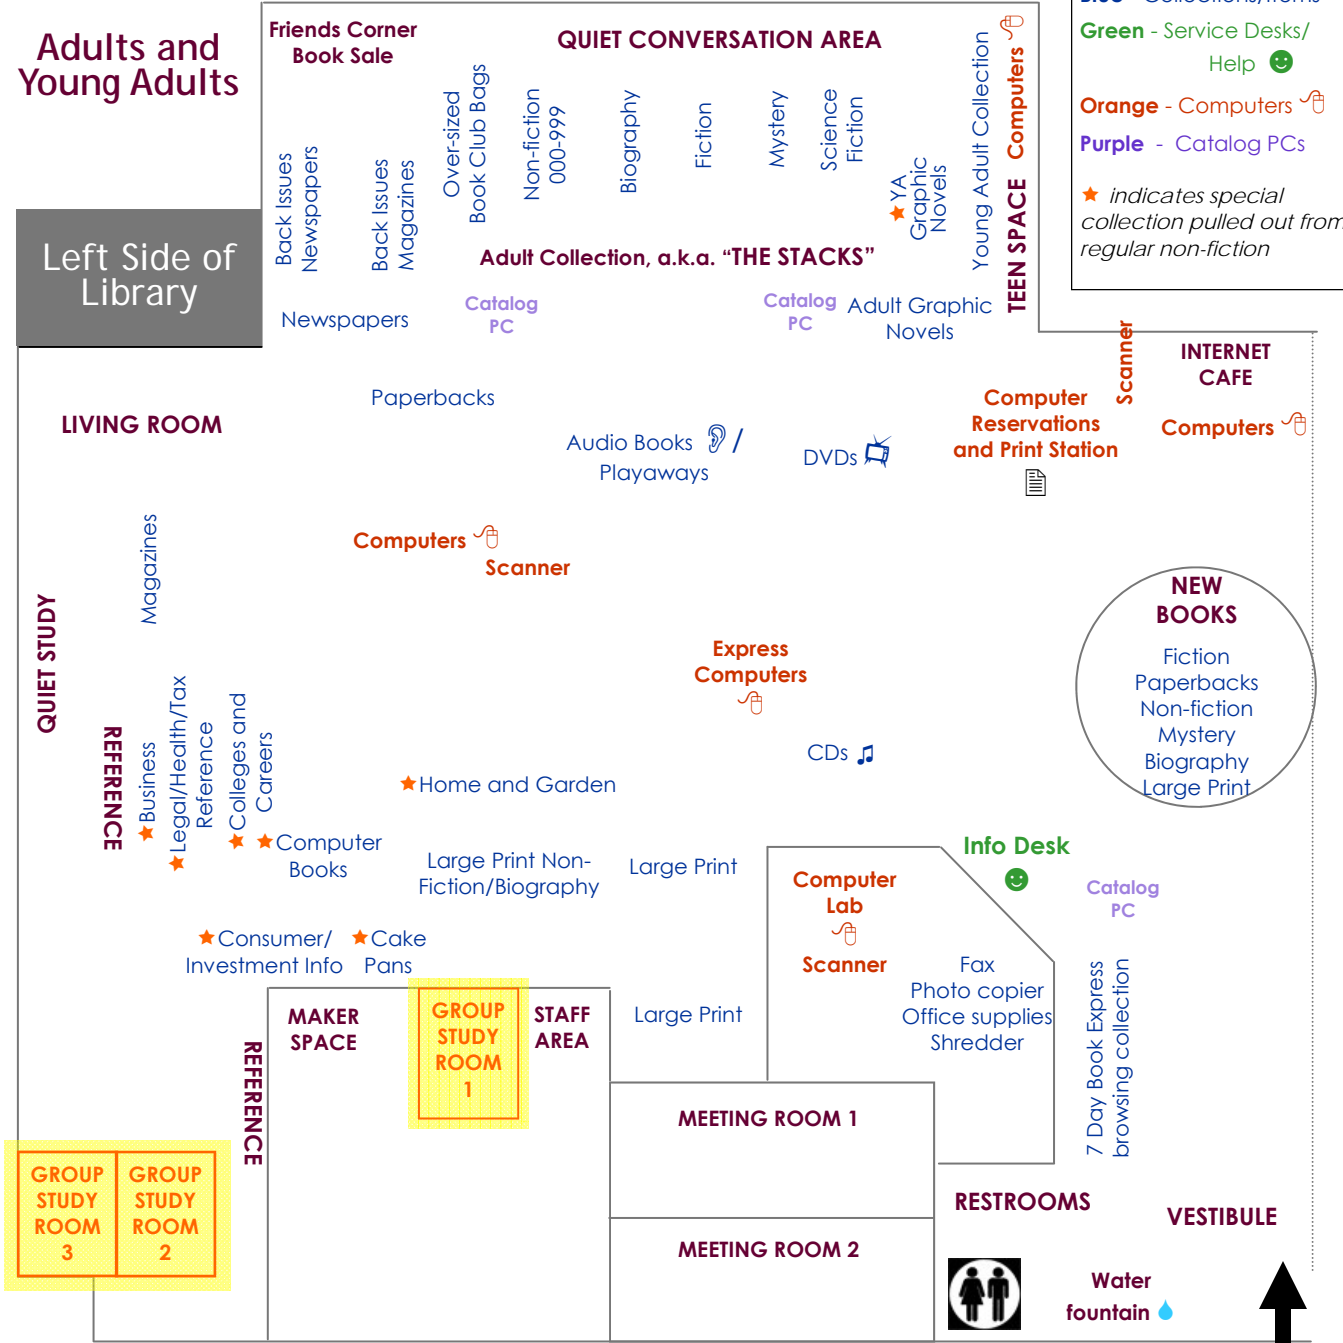 Adults and
Young Adults
Left Side of
Library
Friends Corner
Book Sale
QUIET CONVERSATION AREA
Back Issues
Newspapers
Back Issues
Magazines
Over-sized
Book Club Bags
Non-fiction
000-999
Biography
Fiction
Mystery
Science
Fiction
YA
Graphic
Novels
Young Adult Collection
TEEN SPACE Computers
Adult Collection, a.k.a. “THE STACKS”
Newspapers
Catalog
PC
Catalog
PC
Adult Graphic
Novels
Green - Service Desks/
Help
Orange - Computers
Purple - Catalog PCs
indicates special
collection pulled out from
regular non-fiction
Scanner
INTERNET
CAFE
Computers
LIVING ROOM
Paperbacks
Audio Books /
Playaways
DVDs
Computer
Reservations
and Print Station
Computers
Scanner
Magazines
QUIET STUDY
REFERENCE
Business
Legal/Health/Tax
Reference
Colleges and
Careers
Computer
Books
Home and Garden
Express
Computers
CDs
NEW
BOOKS
Fiction
Paperbacks
Non-fiction
Mystery
Biography
Large Print
Large Print Non-
Fiction/Biography
Large Print
Computer
Lab
Scanner
Info Desk
Catalog
PC
Consumer/
Investment Info
Cake
Pans
Fax
Photo copier
Office supplies
Shredder
7 Day Book Express
browsing collection
REFERENCE
MAKER
SPACE
GROUP
STUDY
ROOM
1
STAFF
AREA
Large Print
MEETING ROOM 1
MEETING ROOM 2
GROUP
STUDY
ROOM
3
GROUP
STUDY
ROOM
2
RESTROOMS
VESTIBULE
Water
fountain